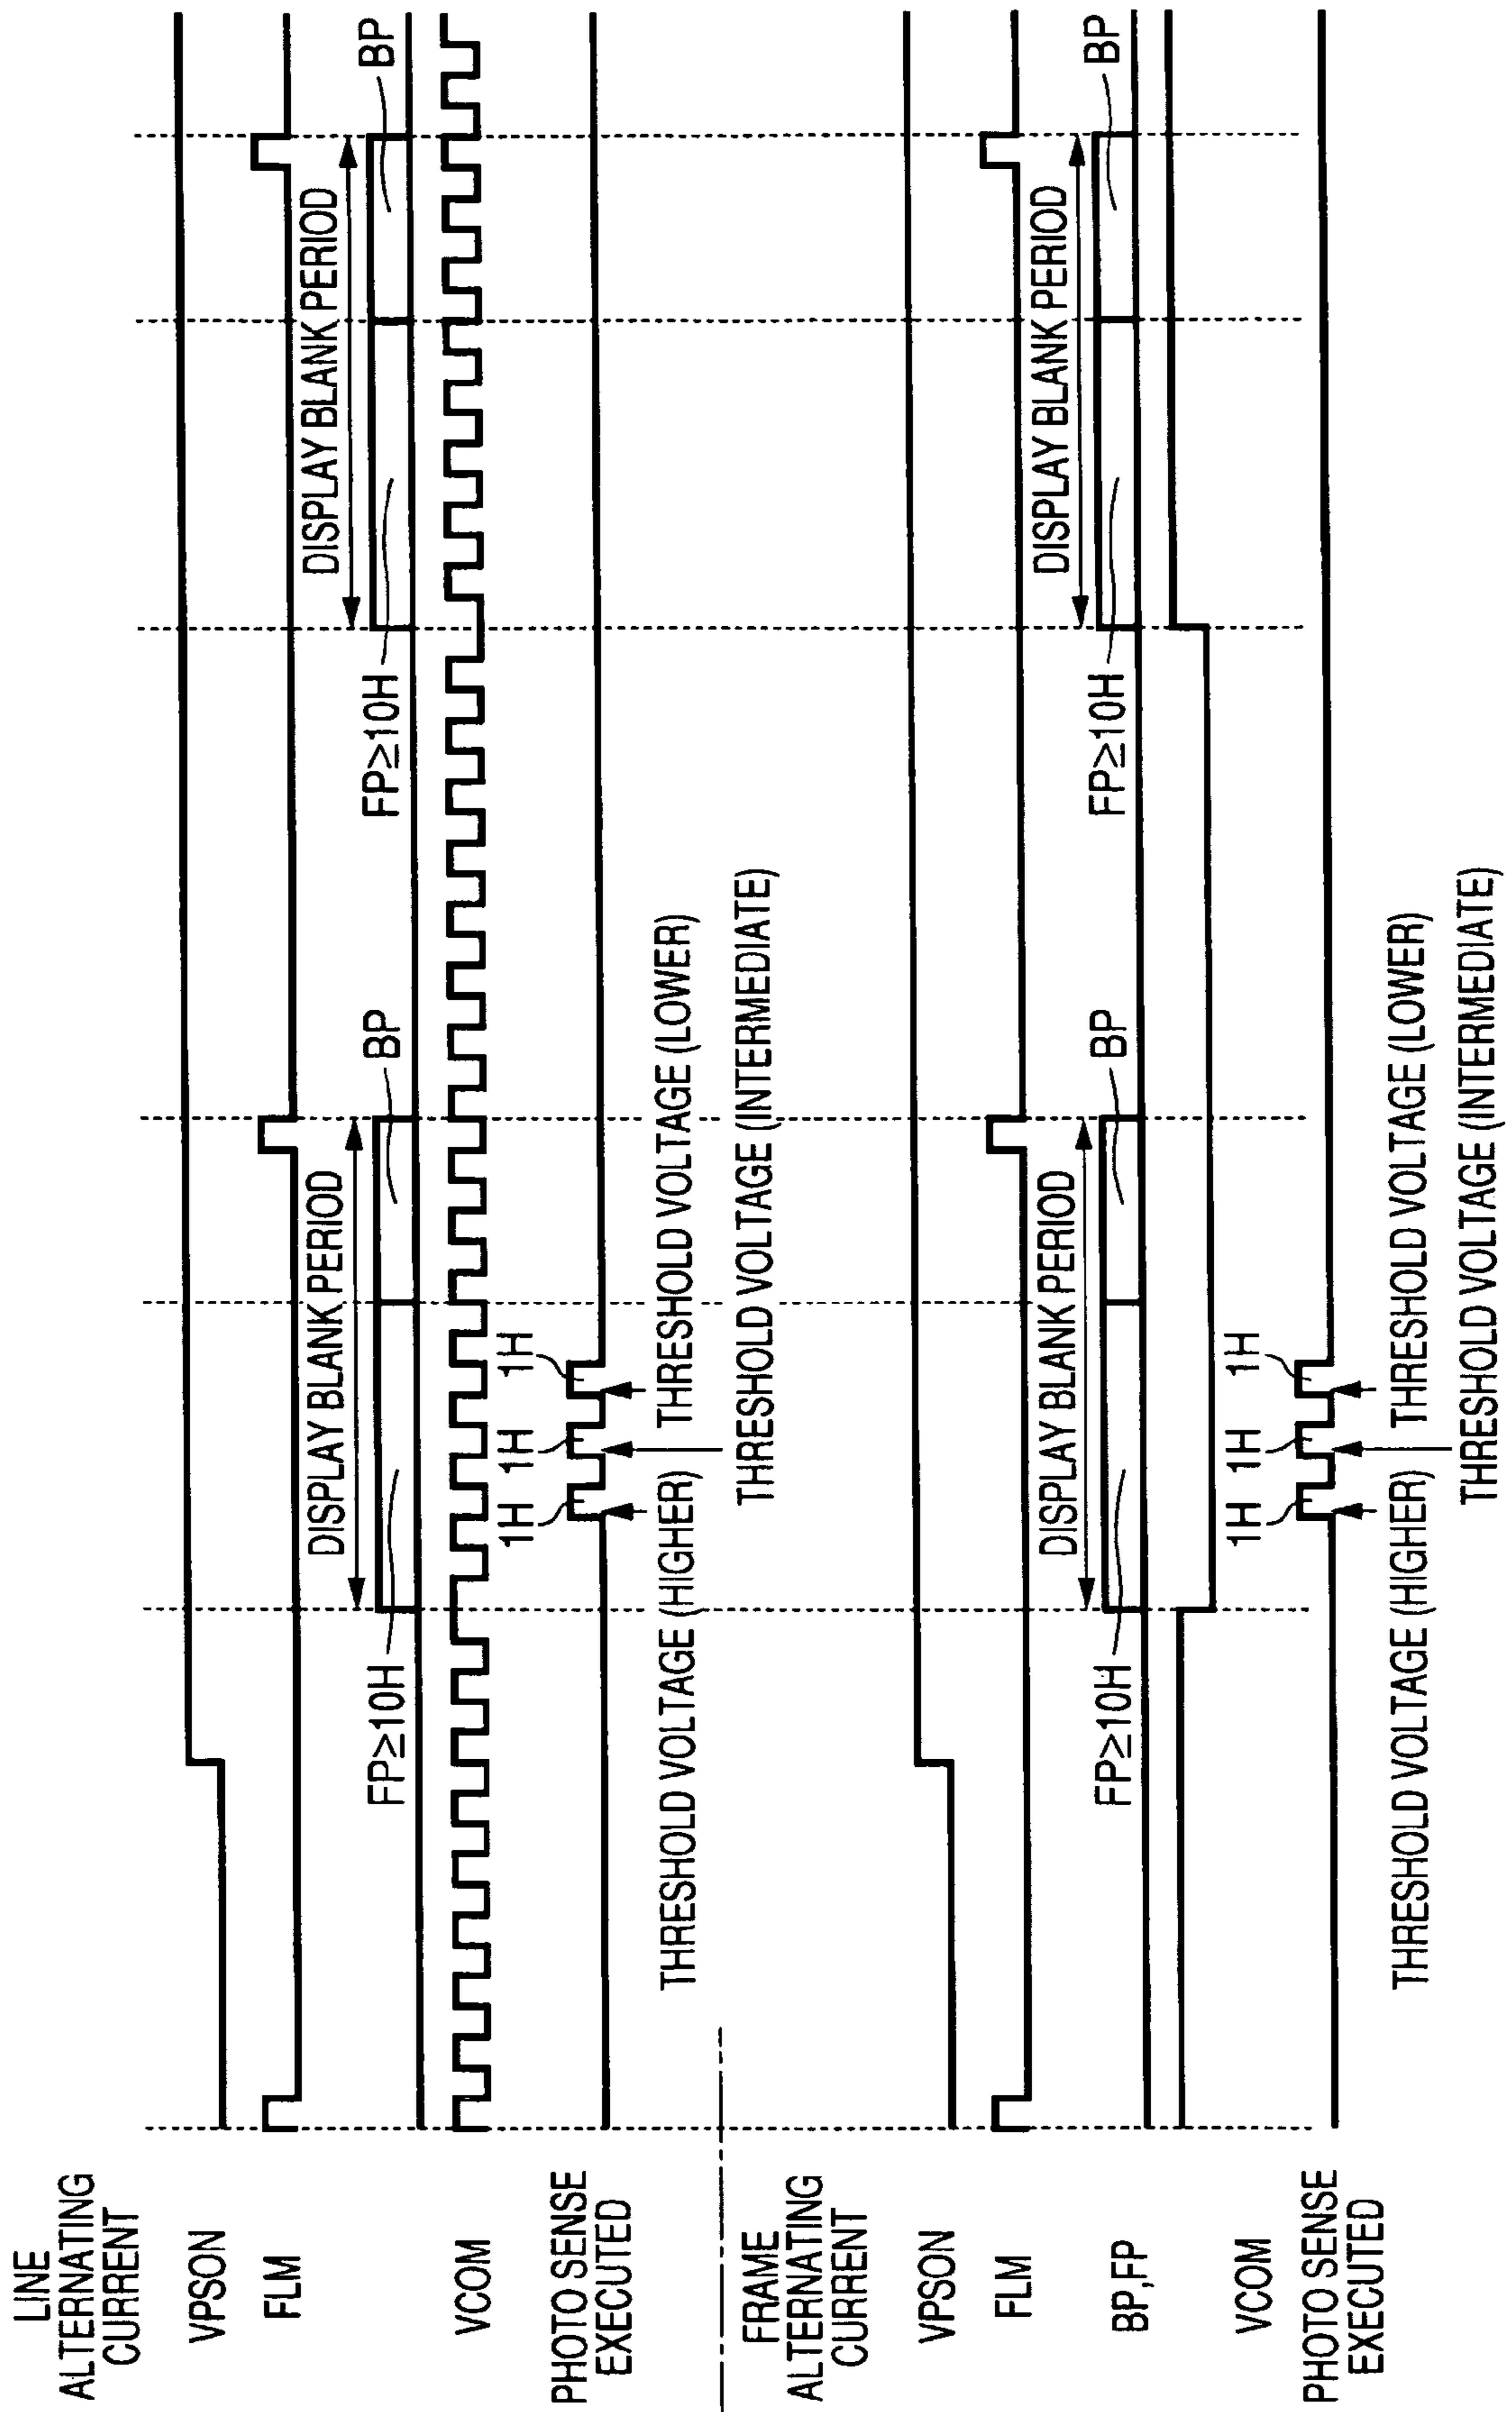 LINE
ALTERNATING
CURRENT
VPSON
FLM
DISPLAY BLANK PERIOD
DISPLAY BLANK PERIOD
FP≥10H
BP
FP≥10H
BP
VCOM
1H
1H
1H
PHOTO SENSE
EXECUTED
THRESHOLD VOLTAGE (HIGHER)
THRESHOLD VOLTAGE (LOWER)
THRESHOLD VOLTAGE (INTERMEDIATE)
FRAME
ALTERNATING
CURRENT
VPSON
FLM
DISPLAY BLANK PERIOD
DISPLAY BLANK PERIOD
BP,FP
FP≥10H
BP
FP≥10H
BP
VCOM
1H
1H
1H
PHOTO SENSE
EXECUTED
THRESHOLD VOLTAGE (HIGHER)
THRESHOLD VOLTAGE (LOWER)
THRESHOLD VOLTAGE (INTERMEDIATE)